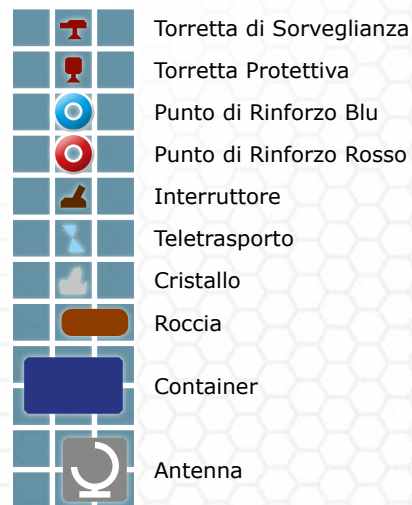 Torretta di Sorveglianza
Torretta Protettiva
Punto di Rinforzo Blu
Punto di Rinforzo Rosso
Interruttore
Teletrasporto
Cristallo
Roccia
Container
Antenna